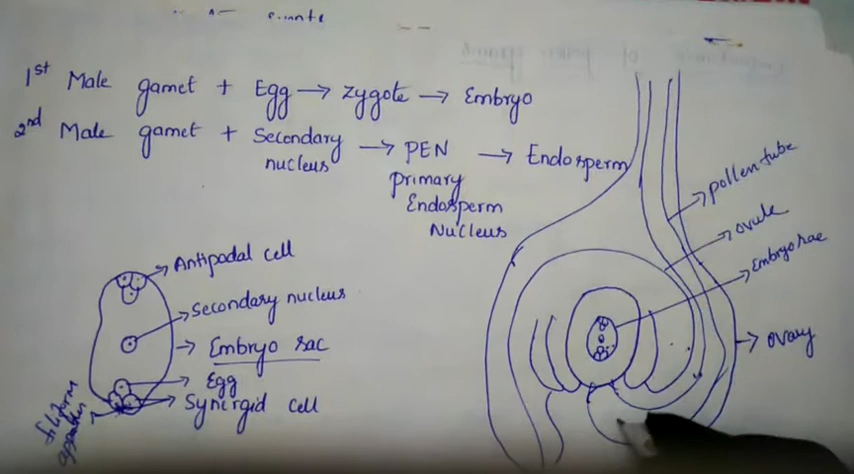 1st Male gamet + Egg → zygote → Embryo
2nd Male gamet + Secondary nucleus → PEN → Endosperm
primary
Endosperm
Nucleus
Antipodal cell
Secondary nucleus
Embryo sac
Egg
Synergid cell
filiform
pollen tube
ovule
Embryo sac
ovary